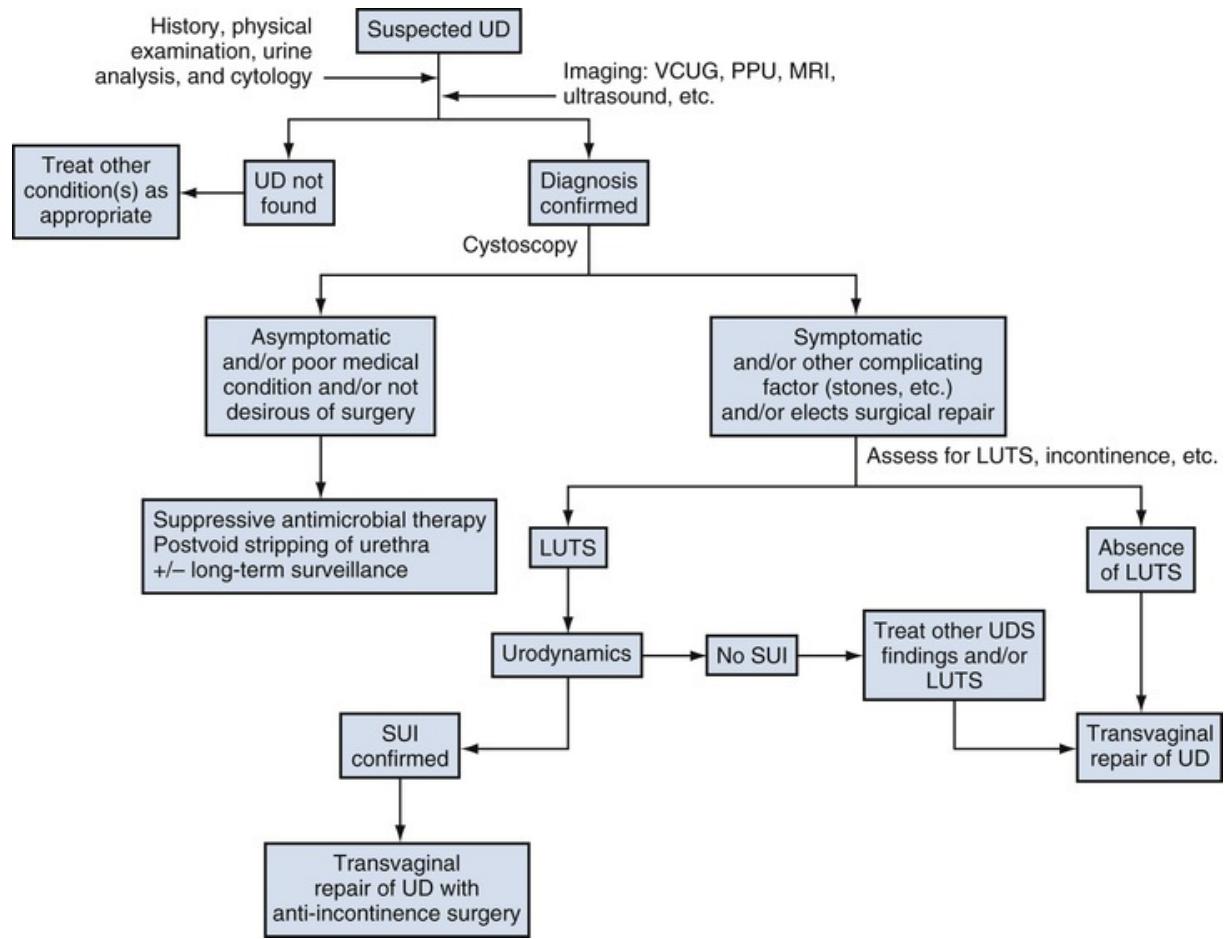 History, physical
examination, urine
analysis, and cytology
Suspected UD
Imaging: VCUG, PPU, MRI,
ultrasound, etc.
Treat other
condition(s) as
appropriate
UD not
found
Diagnosis
confirmed
Cystoscopy
Asymptomatic
and/or poor medical
condition and/or not
desirous of surgery
Symptomatic
and/or other complicating
factor (stones, etc.)
and/or elects surgical repair
Assess for LUTS, incontinence, etc.
Suppressive antimicrobial therapy
Postvoid stripping of urethra
+/– long-term surveillance
LUTS
Absence
of LUTS
Urodynamics
No SUI
Treat other UDS
findings and/or
LUTS
SUI
confirmed
Transvaginal
repair of UD
Transvaginal
repair of UD with
anti-incontinence surgery